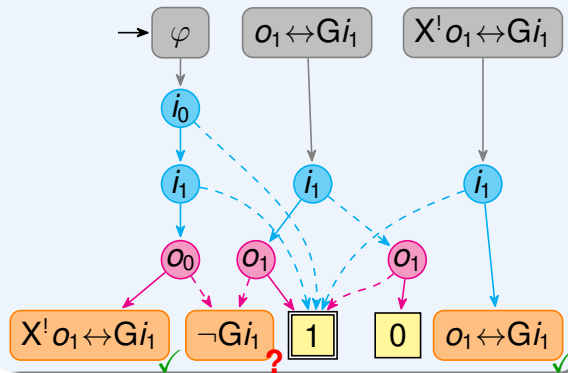 φ o₁↔Gi₁ X!o₁↔Gi₁
i₀
i₁ i₁ i₁
o₀ o₁ o₁
X!o₁↔Gi₁ ¬Gi₁ 1 0 o₁↔Gi₁
✓ ? ✓